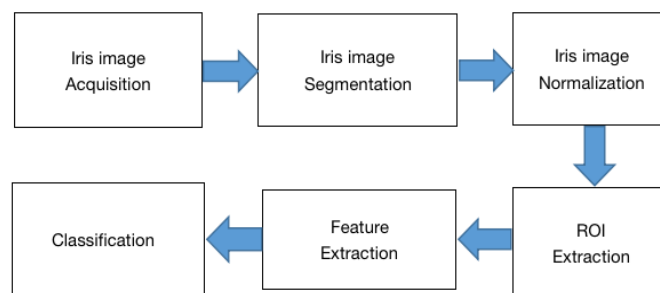 Iris image
Acquisition
Iris image
Segmentation
Iris image
Normalization
ROI
Extraction
Feature
Extraction
Classification